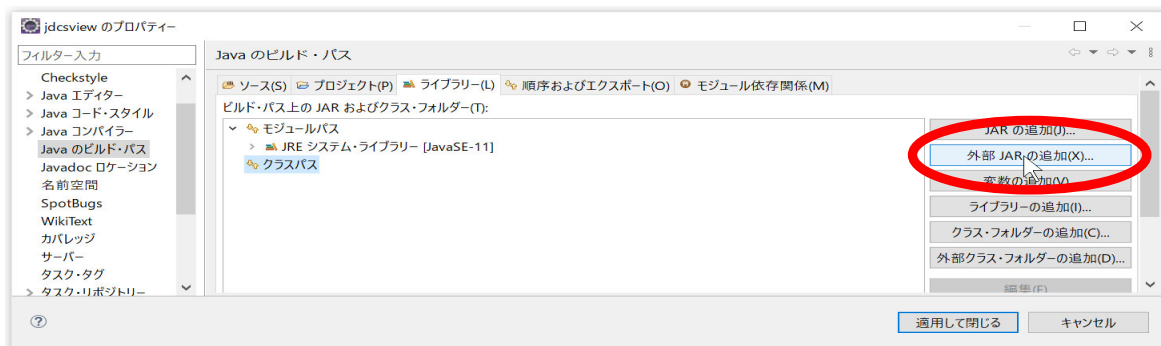 jdcsview のプロパティー
フィルター入力
Java のビルド・パス
Checkstyle
Java エディター
Java コード・スタイル
Java コンパイラー
Java のビルド・パス
Javadoc ロケーション
名前空間
SpotBugs
WikiText
カバレッジ
サーバー
タスク・タグ
タスク・リポジトリー
ソース(S) プロジェクト(P) ライブラリー(L) 順序およびエクスポート(O) モジュール依存関係(M)
ビルド・パス上の JAR およびクラス・フォルダー(T):
モジュールパス
JRE システム・ライブラリー [JavaSE-11]
クラスパス
JAR の追加(J)...
外部 JAR の追加(X)...
変数の追加(V)...
ライブラリーの追加(I)...
クラス・フォルダーの追加(C)...
外部クラス・フォルダーの追加(D)...
編集(E)
適用して閉じる
キャンセル